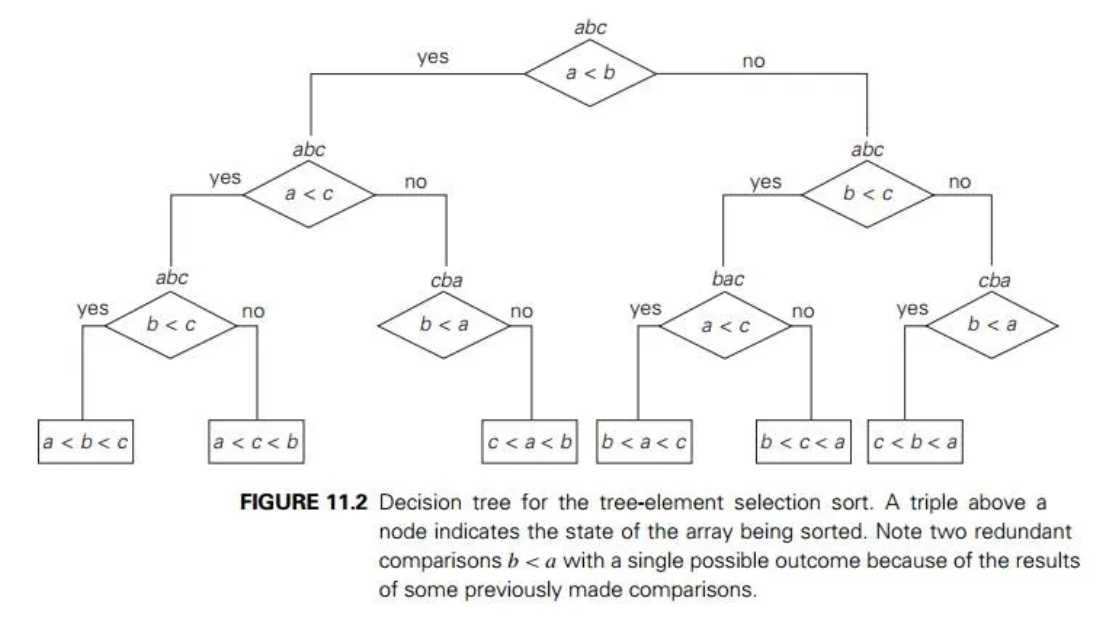 abc
yes
a < b
no
abc
abc
yes
a < c
no
yes
b < c
no
abc
cba
bac
cba
yes
b < c
no
b < a
no
yes
a < c
no
yes
b < a
a < b < c
a < c < b
c < a < b
b < a < c
b < c < a
c < b < a
FIGURE 11.2 Decision tree for the tree-element selection sort. A triple above a
node indicates the state of the array being sorted. Note two redundant
comparisons b < a with a single possible outcome because of the results
of some previously made comparisons.